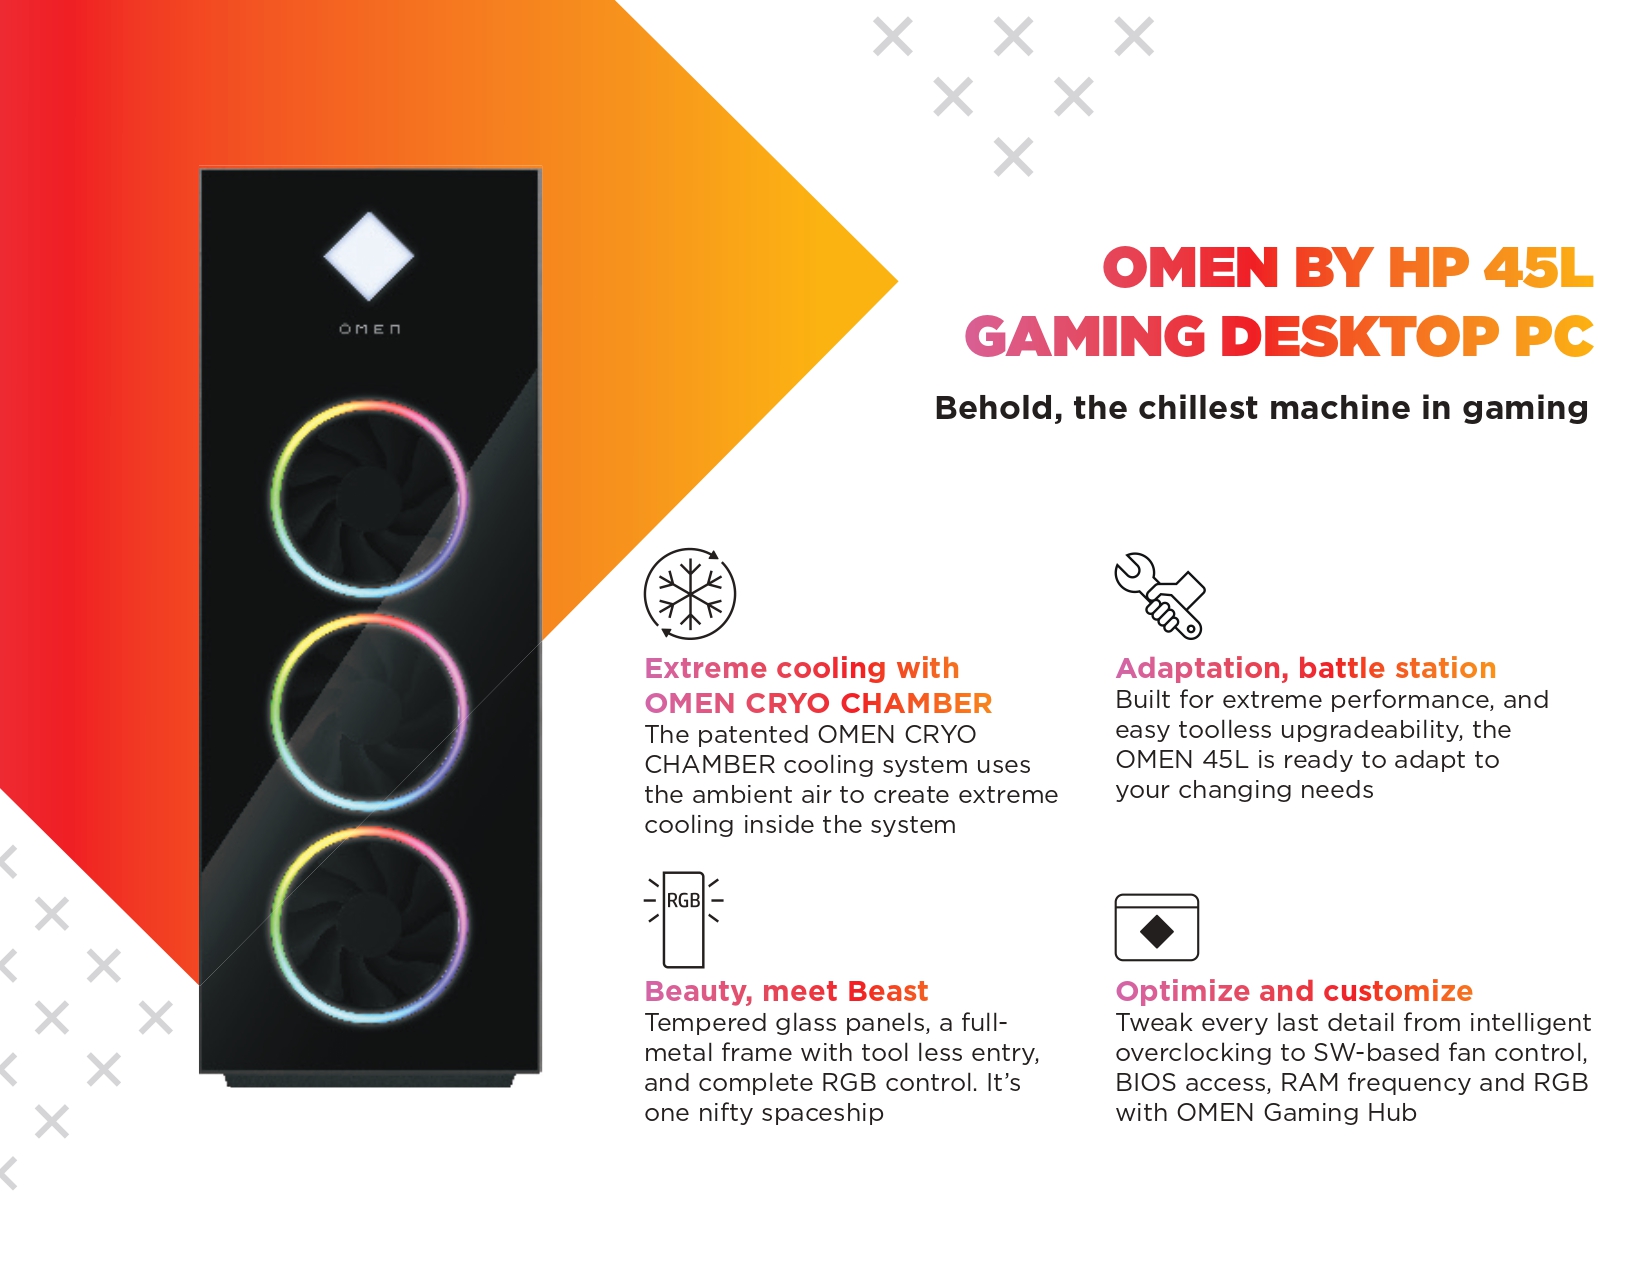 ŌMEN
OMEN BY HP 45L
GAMING DESKTOP PC
Behold, the chillest machine in gaming
Extreme cooling with
OMEN CRYO CHAMBER
The patented OMEN CRYO
CHAMBER cooling system uses
the ambient air to create extreme
cooling inside the system
Adaptation, battle station
Built for extreme performance, and
easy toolless upgradeability, the
OMEN 45L is ready to adapt to
your changing needs
RGB
Beauty, meet Beast
Tempered glass panels, a full-
metal frame with tool less entry,
and complete RGB control. It’s
one nifty spaceship
Optimize and customize
Tweak every last detail from intelligent
overclocking to SW-based fan control,
BIOS access, RAM frequency and RGB
with OMEN Gaming Hub